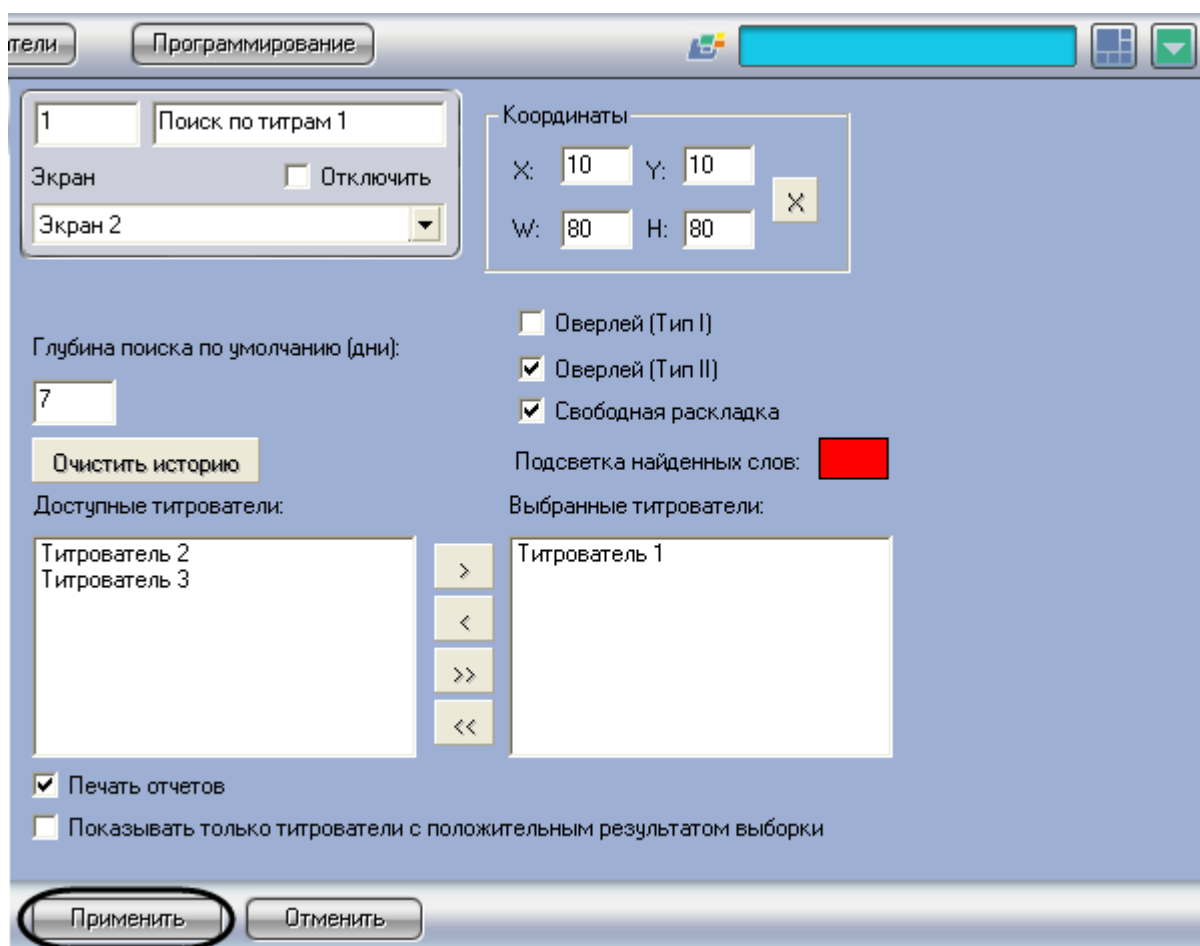 тели
Программирование
1
Поиск по титрам 1
Экран
Отключить
Экран 2
Координаты
X: 10 Y: 10
W: 80 H: 80
X
Оверлей (Тип I)
Глубина поиска по умолчанию (дни):
Оверлей (Тип II)
7
Свободная раскладка
Очистить историю
Подсветка найденных слов:
Доступные титрователи:
Выбранные титрователи:
Титрователь 2
Титрователь 3
>
<
>>
<<
Титрователь 1
Печать отчетов
Показывать только титрователи с положительным результатом выборки
Применить
Отменить